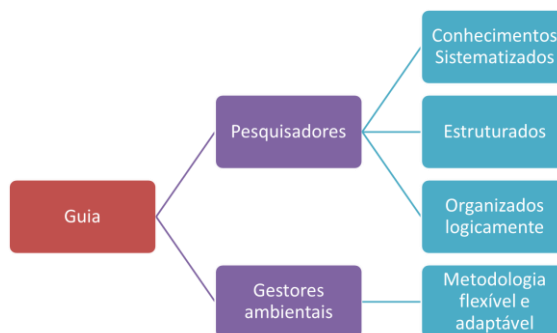 Guia
Pesquisadores
Conhecimentos
Sistematizados
Estruturados
Organizados
logicamente
Gestores
ambientais
Metodologia
flexível e
adaptável